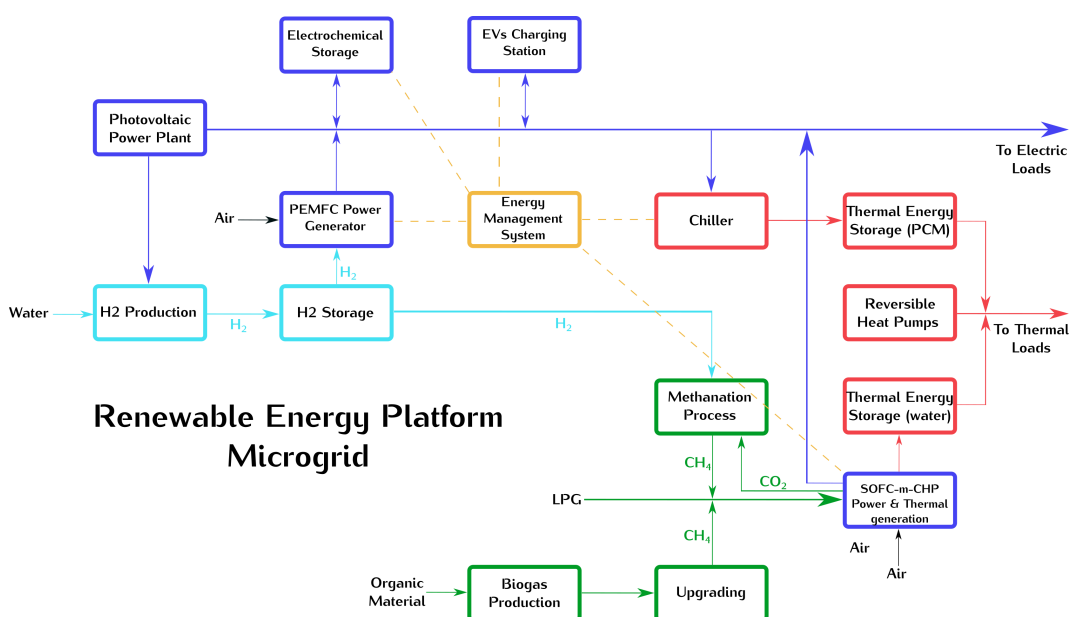 Electrochemical
Storage
EVs Charging
Station
Photovoltaic
Power Plant
To Electric
Loads
Air
PEMFC Power
Generator
Energy
Management
System
Chiller
Thermal Energy
Storage (PCM)
H₂
Water
H2 Production
H₂
H2 Storage
H₂
Reversible
Heat Pumps
To Thermal
Loads
Renewable Energy Platform
Microgrid
Methanation
Process
Thermal Energy
Storage (water)
CH₄
CO₂
LPG
SOFC-m-CHP
Power & Thermal
generation
CH₄
Air
Air
Organic
Material
Biogas
Production
Upgrading